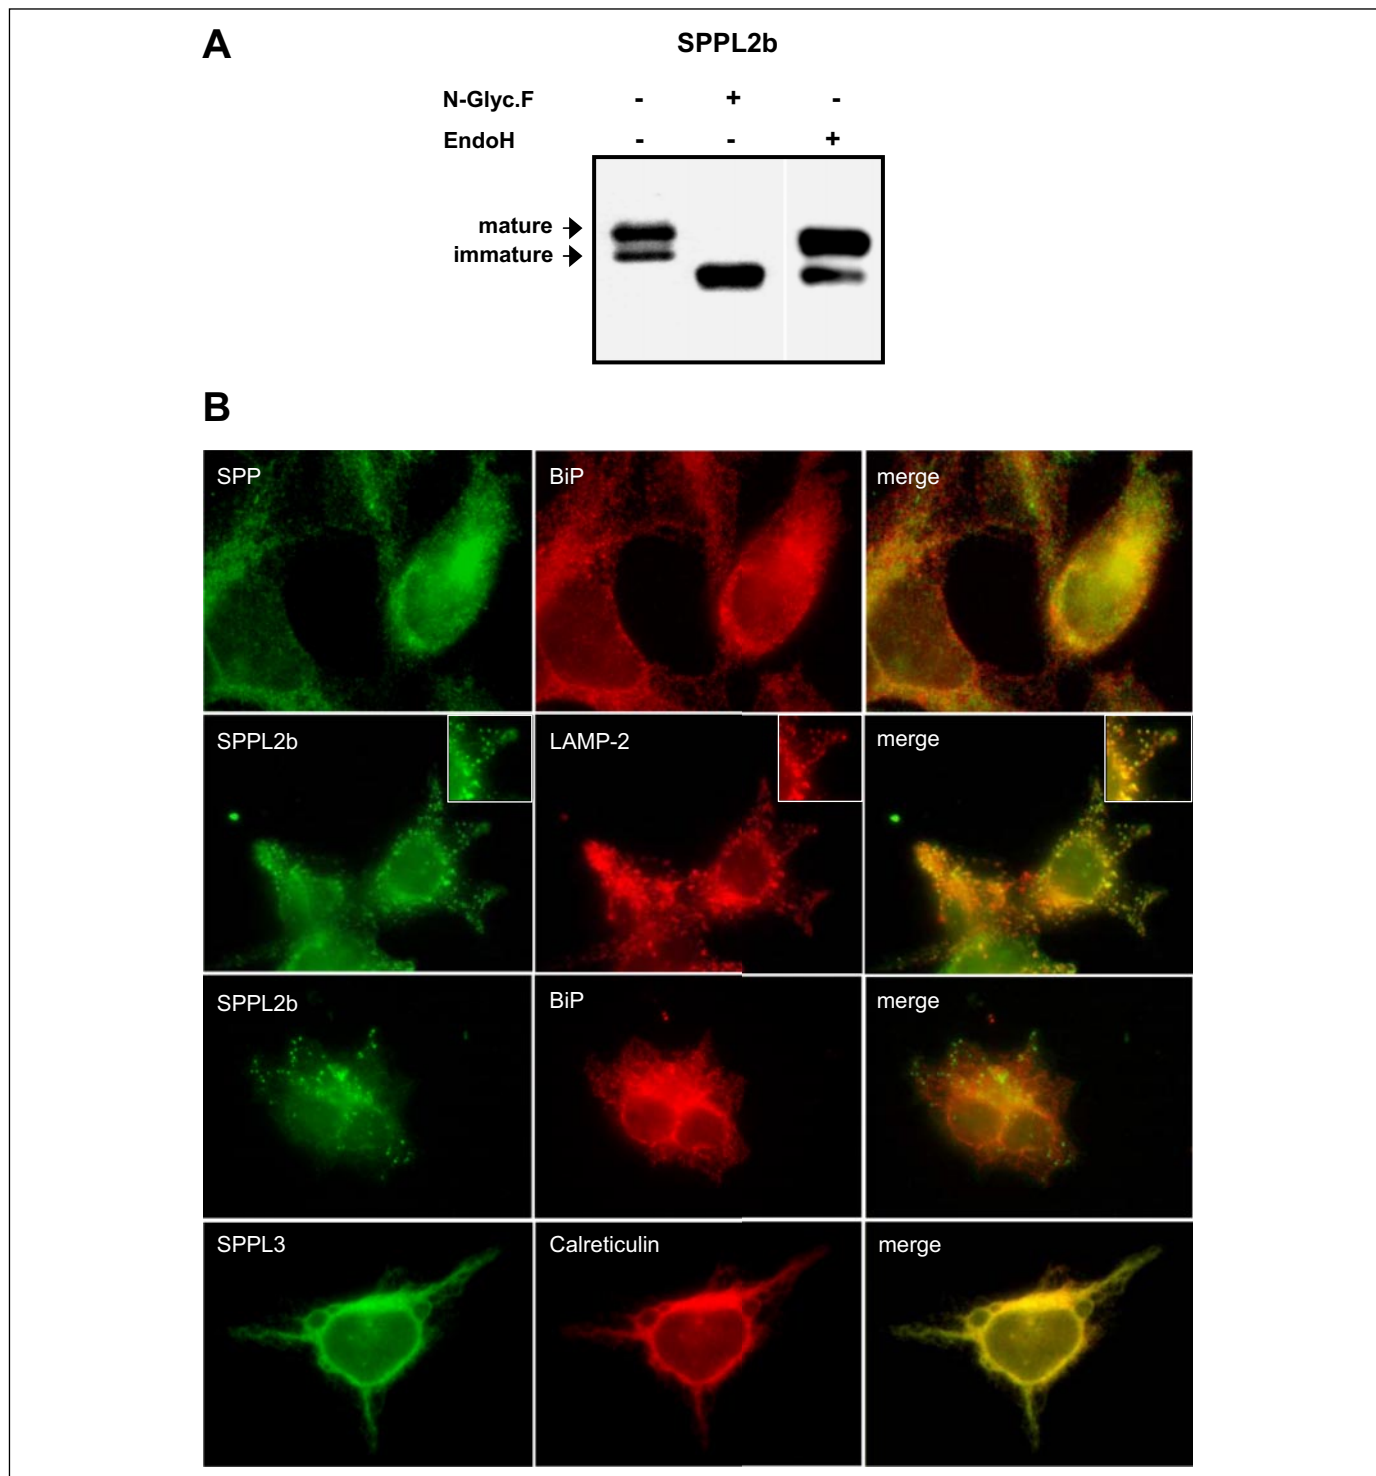 A
SPPL2b
N-Glyc.F - + -
EndoH - - +
mature
immature
B
SPP BiP merge
SPPL2b LAMP-2 merge
SPPL2b BiP merge
SPPL3 Calreticulin merge